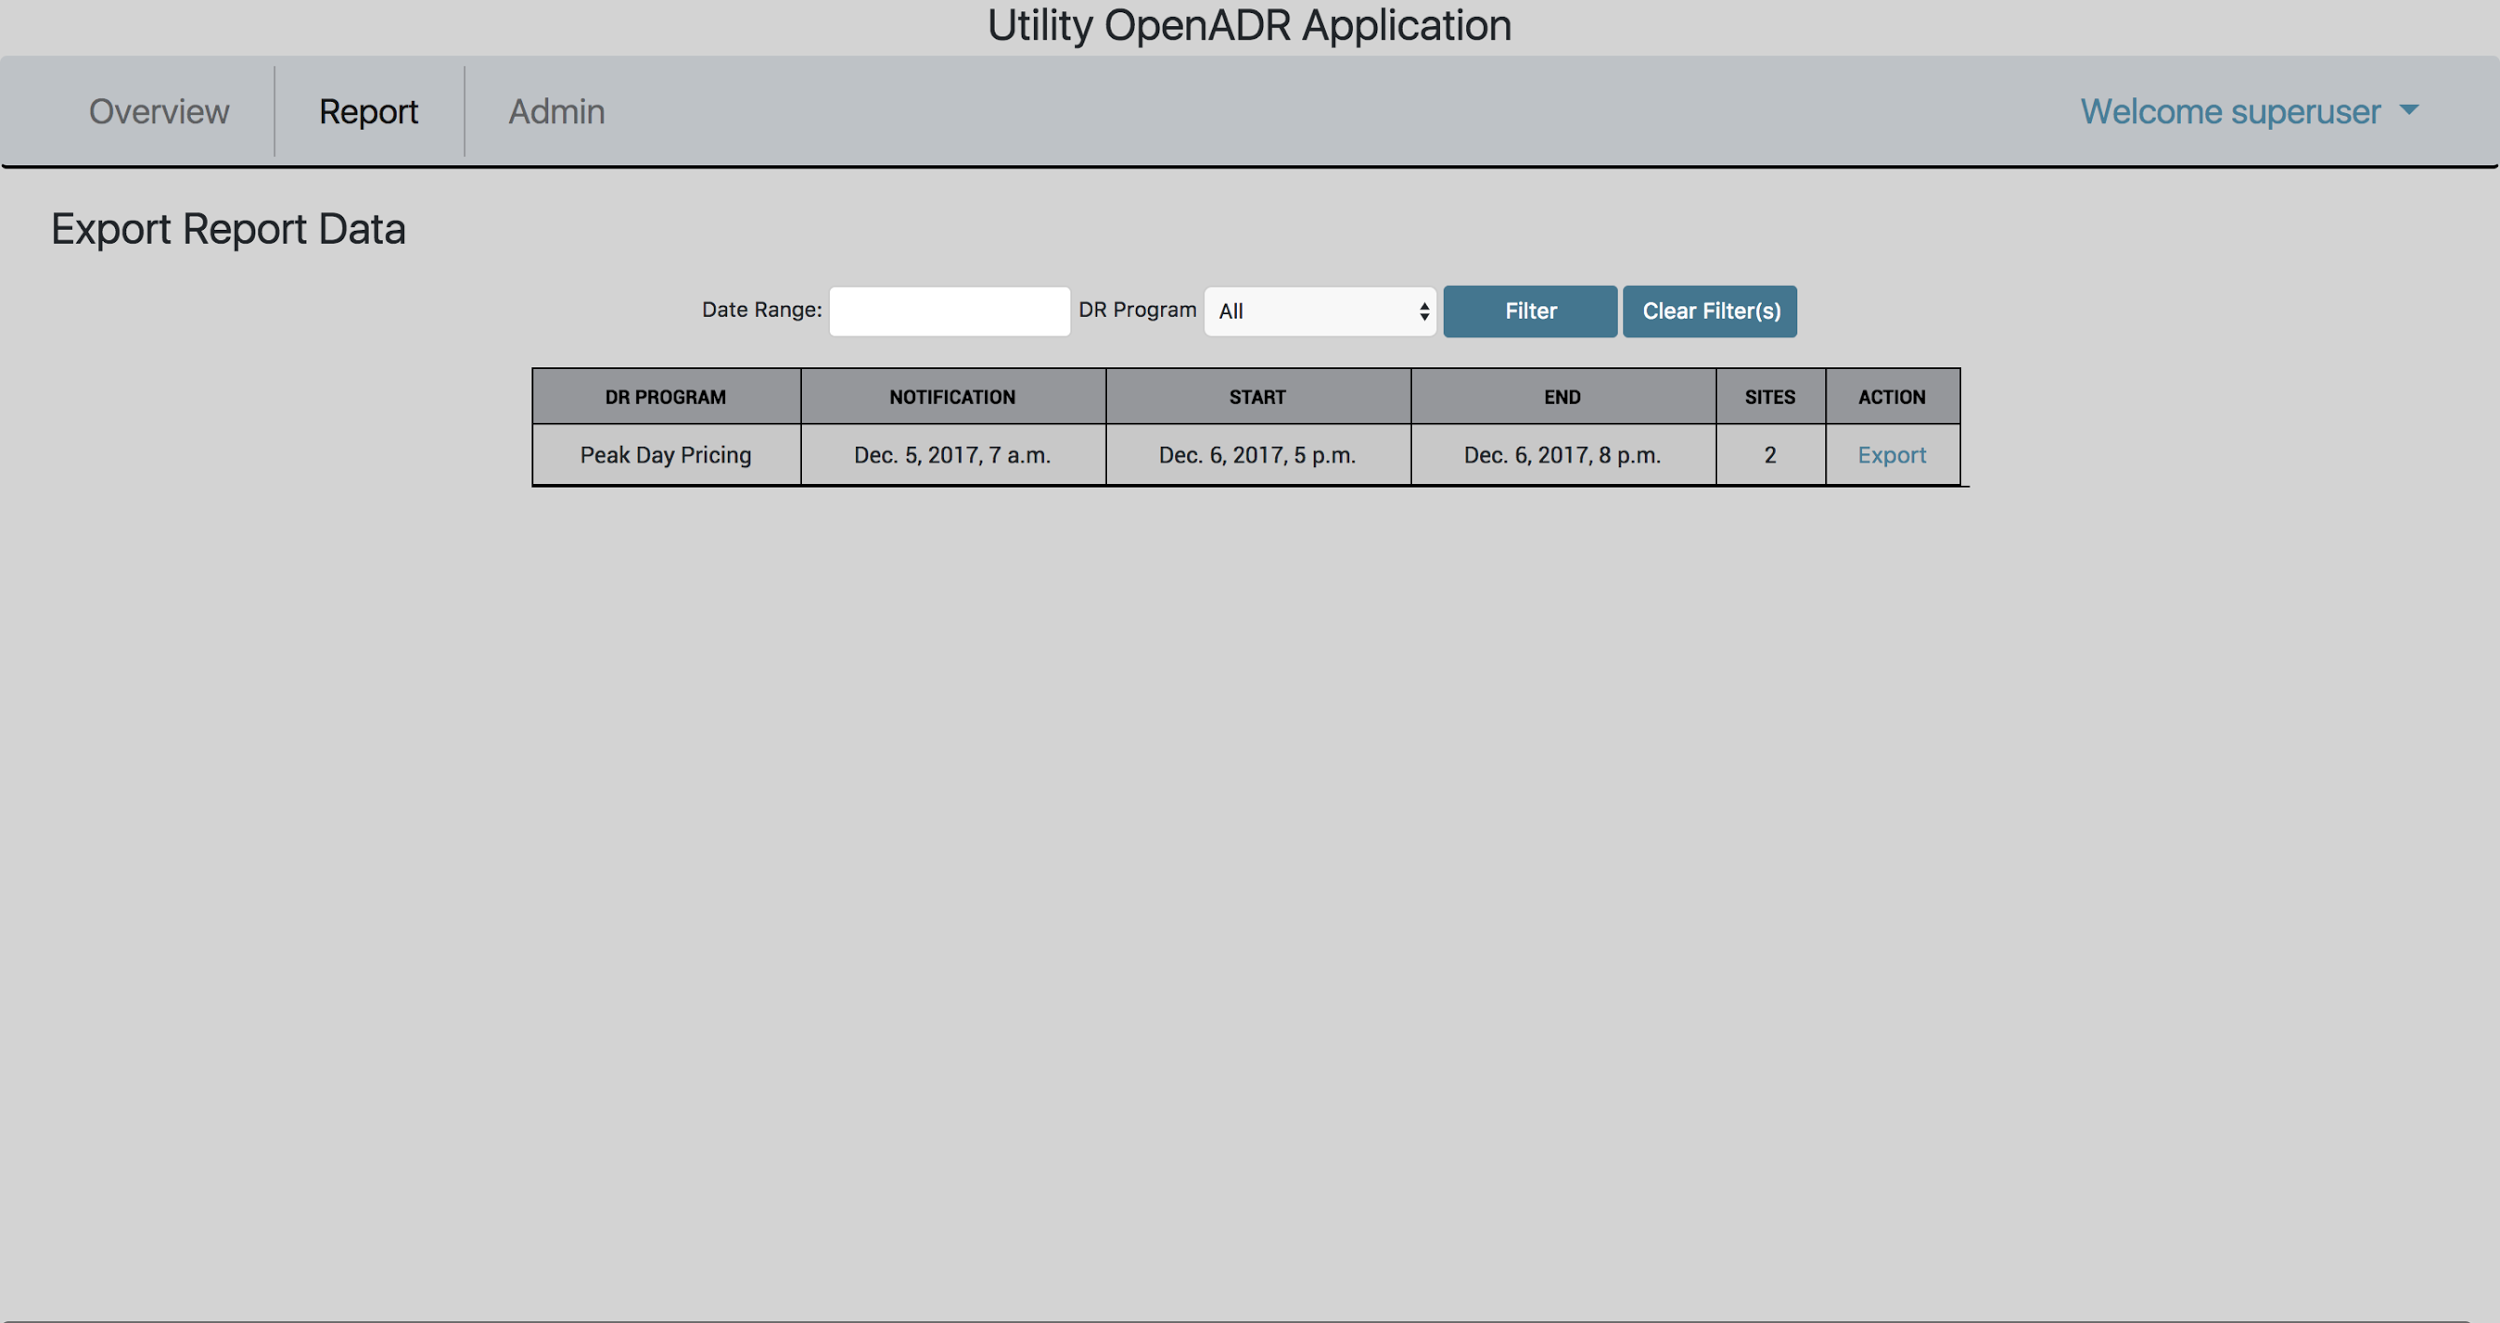 Utility OpenADR Application
Overview Report Admin Welcome superuser
Export Report Data
Date Range: DR Program All Filter Clear Filter(s)
DR PROGRAM NOTIFICATION START END SITES ACTION
Peak Day Pricing Dec. 5, 2017, 7 a.m. Dec. 6, 2017, 5 p.m. Dec. 6, 2017, 8 p.m. 2 Export